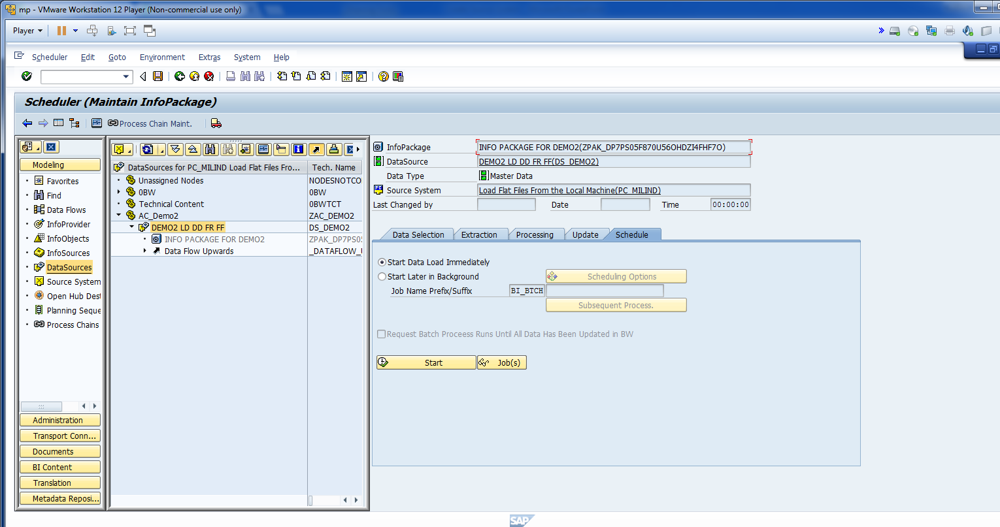 mp - VMware Workstation 12 Player (Non-commercial use only)
Player
Scheduler Edit Goto Environment Extras System Help
Scheduler (Maintain InfoPackage)
Process Chain Maint.
Modeling
Favorites
Find
Data Flows
InfoProvider
InfoObjects
InfoSources
DataSources
Source System
Open Hub Dest
Planning Seque
Process Chains
Administration
Transport Conn...
Documents
BI Content
Translation
Metadata Reposi...
DataSources for PC_MILIND Load Flat Files Fro... Tech. Name
Unassigned Nodes NODESNOTCO
0BW 0BW
Technical Content 0BWTCT
AC_Demo2 ZAC_DEMO2
DEMO2 LD DD FR FF DS_DEMO2
INFO PACKAGE FOR DEMO2 ZPAK_DP7PS0
Data Flow Upwards _DATAFLOW_U
InfoPackage INFO PACKAGE FOR DEMO2(ZPAK_DP7PS05F870U56OHDZI4FHF7O)
DataSource DEMO2 LD DD FR FF(DS_DEMO2)
Data Type Master Data
Source System Load Flat Files From the Local Machine(PC_MILIND)
Last Changed by Date Time 00:00:00
Data Selection Extraction Processing Update Schedule
Start Data Load Immediately
Start Later in Background Scheduling Options
Job Name Prefix/Suffix BI_BTCH
Subsequent Process.
Request Batch Proceess Runs Until All Data Has Been Updated in BW
Start Job(s)
SAP